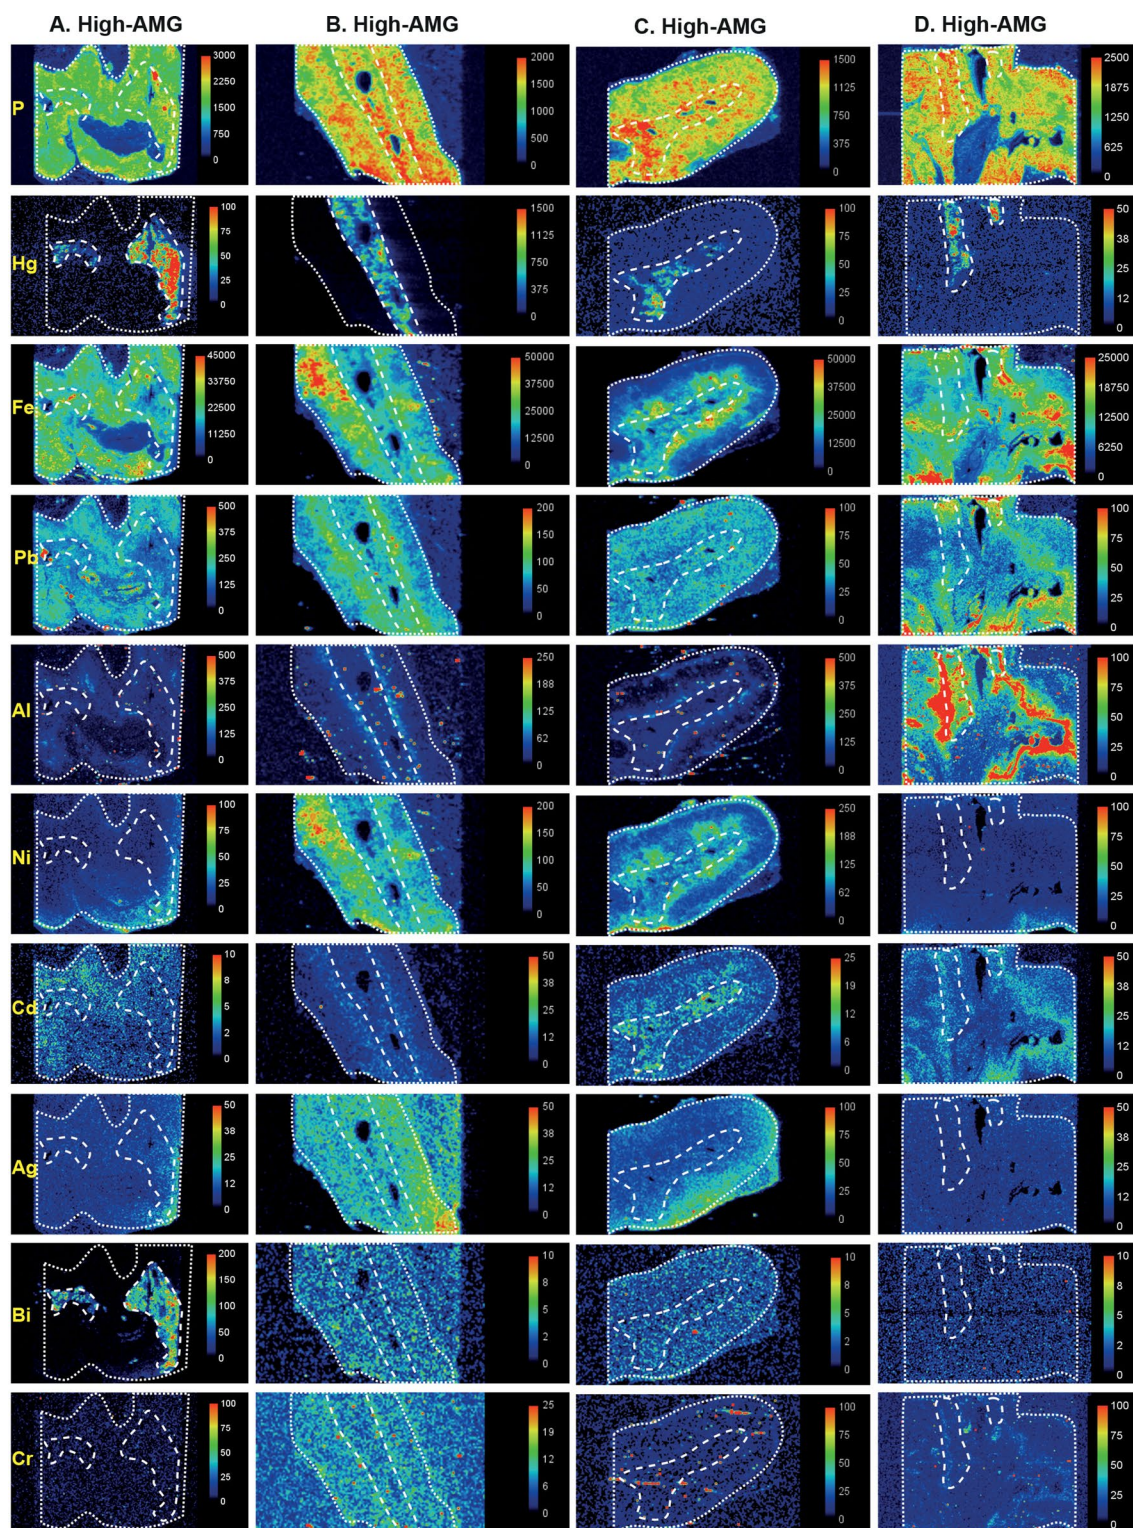 A. High-AMG B. High-AMG C. High-AMG D. High-AMG
P 3000 2250 1500 750 0 2000 1500 1000 500 0 1500 1125 750 375 0 2500 1875 1250 625 0
Hg 100 75 50 25 0 1500 1125 750 375 0 100 75 50 25 0 50 38 25 12 0
Fe 45000 33750 22500 11250 0 50000 37500 25000 12500 0 50000 37500 25000 12500 0 25000 18750 12500 6250 0
Pb 500 375 250 125 0 200 150 100 50 0 100 75 50 25 0 100 75 50 25 0
Al 500 375 250 125 0 250 188 125 62 0 500 375 250 125 0 100 75 50 25 0
Ni 100 75 50 25 0 200 150 100 50 0 250 188 125 62 0 100 75 50 25 0
Cd 10 8 5 2 0 50 38 25 12 0 25 19 12 6 0 50 38 25 12 0
Ag 50 38 25 12 0 50 38 25 12 0 100 75 50 25 0 50 38 25 12 0
Bi 200 150 100 50 0 10 8 5 2 0 10 8 5 2 0 10 8 5 2 0
Cr 100 75 50 25 0 25 19 12 6 0 100 75 50 25 0 100 75 50 25 0